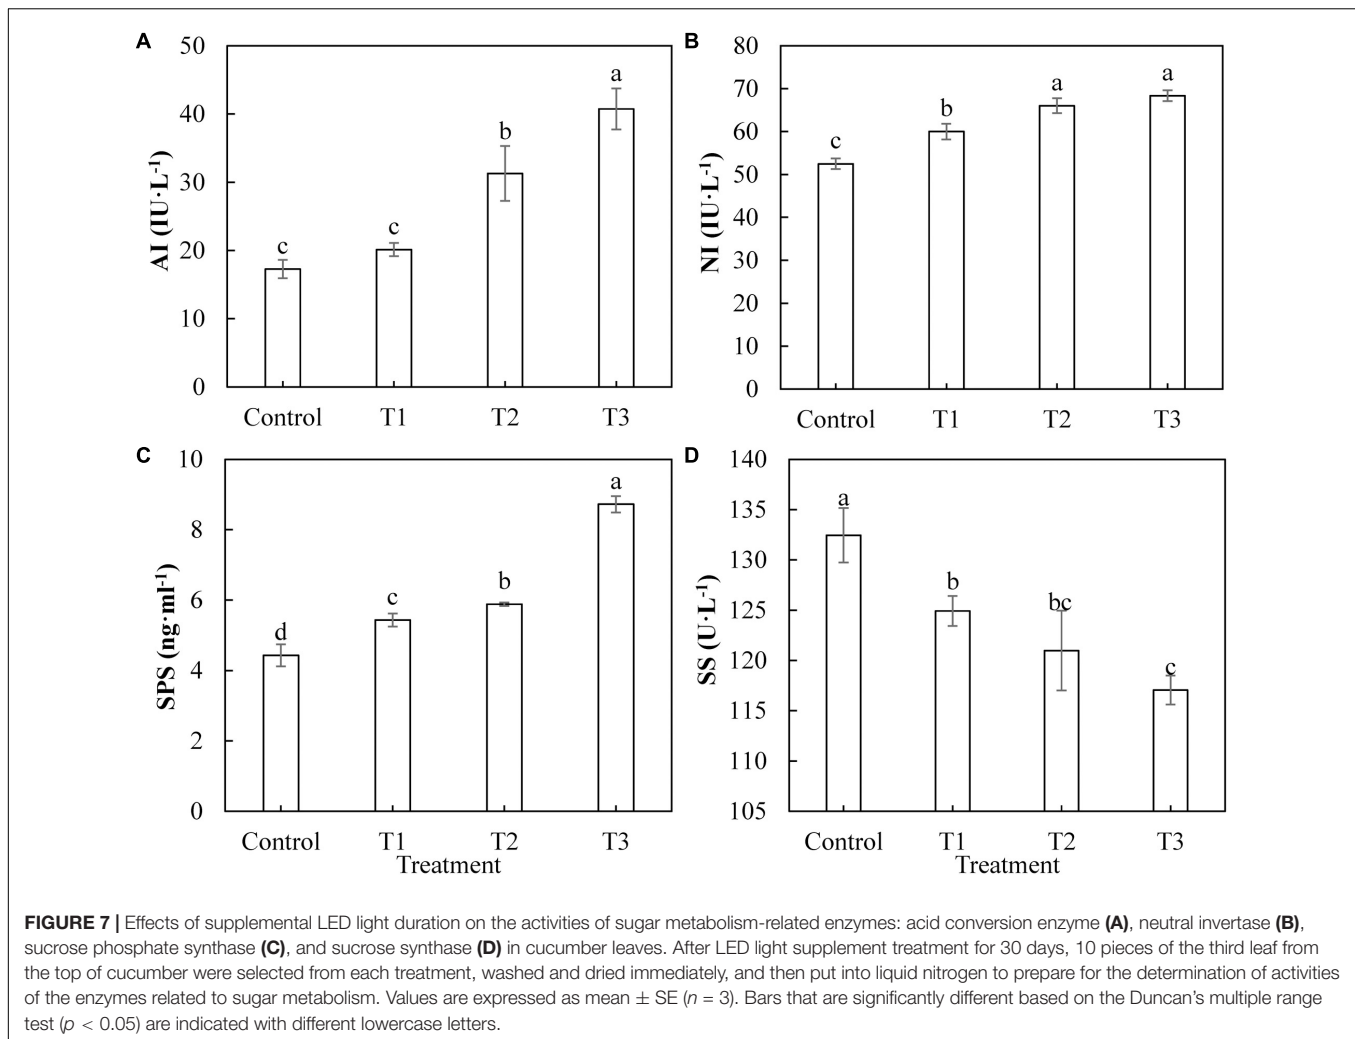 A
B
50
40
30
20
10
0
AI (IU·L-1)
c
c
b
a
Control T1 T2 T3
80
70
60
50
40
30
20
10
0
NI (IU·L-1)
c
b
a
a
Control T1 T2 T3
C
D
10
8
6
4
2
0
SPS (ng·ml-1)
d
c
b
a
Control T1 T2 T3
Treatment
140
135
130
125
120
115
110
105
SS (U·L-1)
a
b
bc
c
Control T1 T2 T3
Treatment
FIGURE 7 | Effects of supplemental LED light duration on the activities of sugar metabolism-related enzymes: acid conversion enzyme (A), neutral invertase (B),
sucrose phosphate synthase (C), and sucrose synthase (D) in cucumber leaves. After LED light supplement treatment for 30 days, 10 pieces of the third leaf from
the top of cucumber were selected from each treatment, washed and dried immediately, and then put into liquid nitrogen to prepare for the determination of activities
of the enzymes related to sugar metabolism. Values are expressed as mean ± SE (n = 3). Bars that are significantly different based on the Duncan's multiple range
test (p < 0.05) are indicated with different lowercase letters.